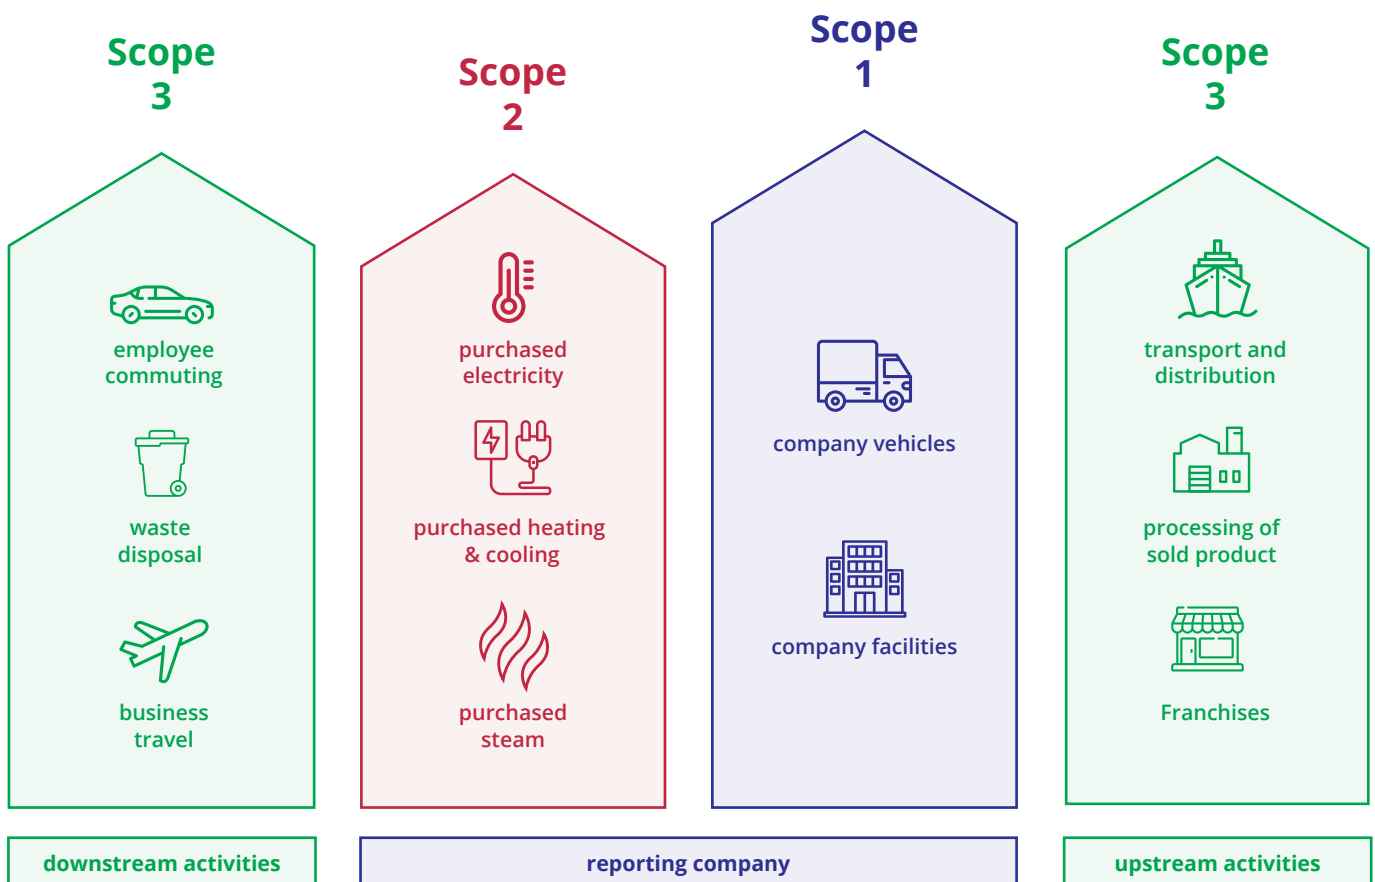 Scope
3
employee
commuting
waste
disposal
business
travel
downstream activities
Scope
2
purchased
electricity
purchased heating
& cooling
purchased
steam
Scope
1
company vehicles
company facilities
reporting company
Scope
3
transport and
distribution
processing of
sold product
Franchises
upstream activities